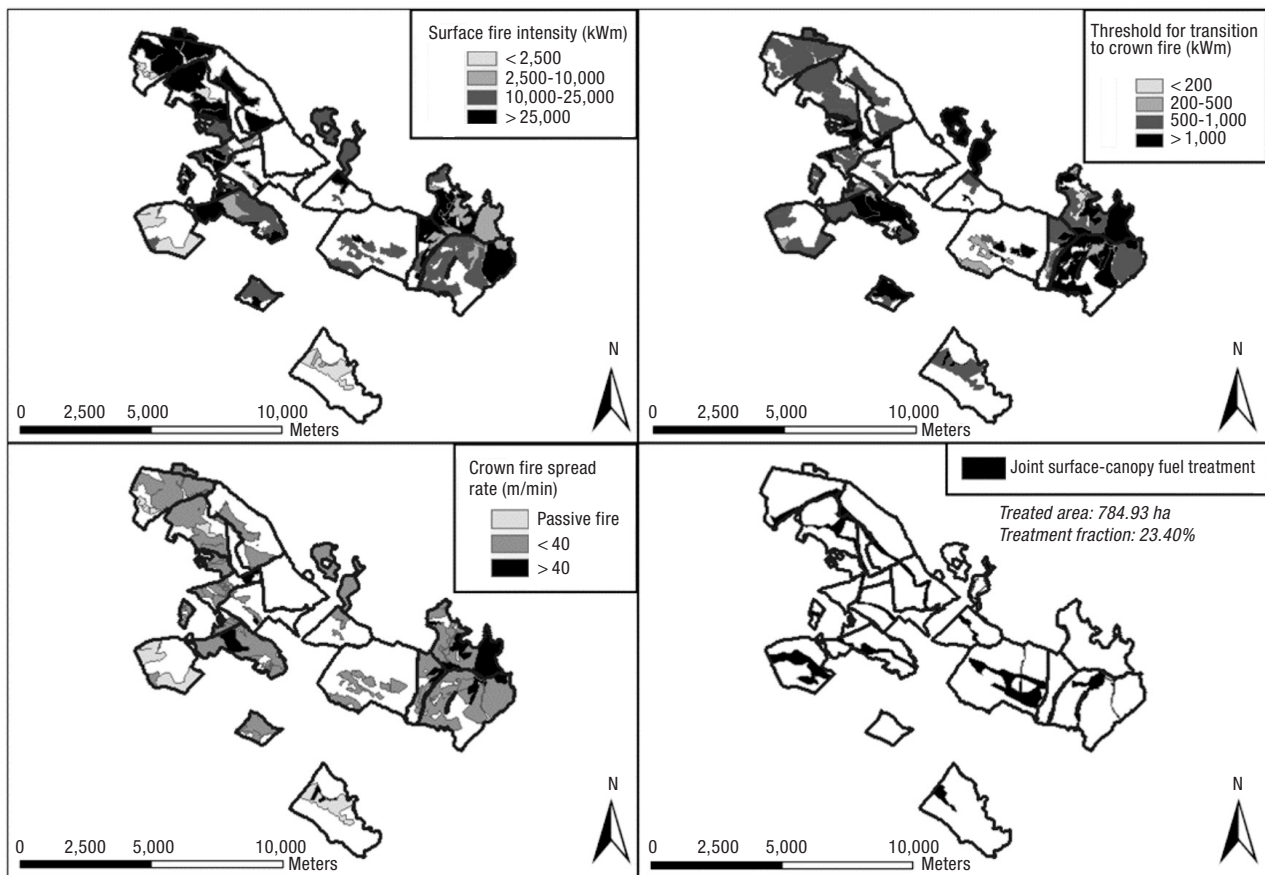 Surface fire intensity (kWm)
< 2,500
2,500-10,000
10,000-25,000
> 25,000
N
0 2,500 5,000 10,000
Meters
Threshold for transition
to crown fire (kWm)
< 200
200-500
500-1,000
> 1,000
N
0 2,500 5,000 10,000
Meters
Crown fire spread
rate (m/min)
Passive fire
< 40
> 40
N
0 2,500 5,000 10,000
Meters
Joint surface-canopy fuel treatment
Treated area: 784.93 ha
Treatment fraction: 23.40%
N
0 2,500 5,000 10,000
Meters